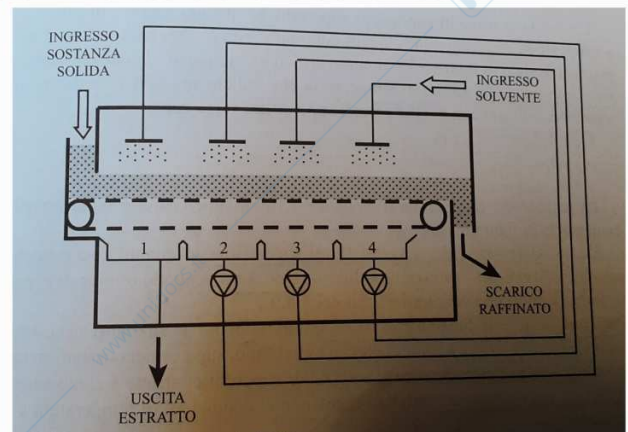 INGRESSO
SOSTANZA
SOLIDA
INGRESSO
SOLVENTE
1
2
3
4
SCARICO
RAFFINATO
USCITA
ESTRATTO